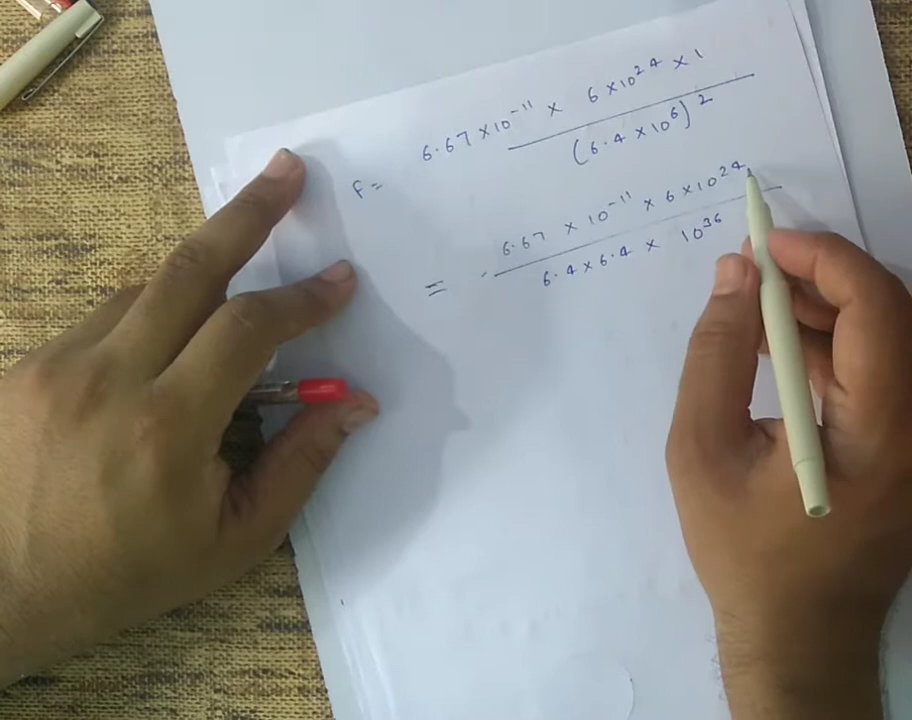 F = 6.67 × 10⁻¹¹ × 6 × 10²⁴ × 1 / (6.4 × 10⁶)²
= 6.67 × 10⁻¹¹ × 6 × 10²⁴ / 6.4 × 6.4 × 10³⁶